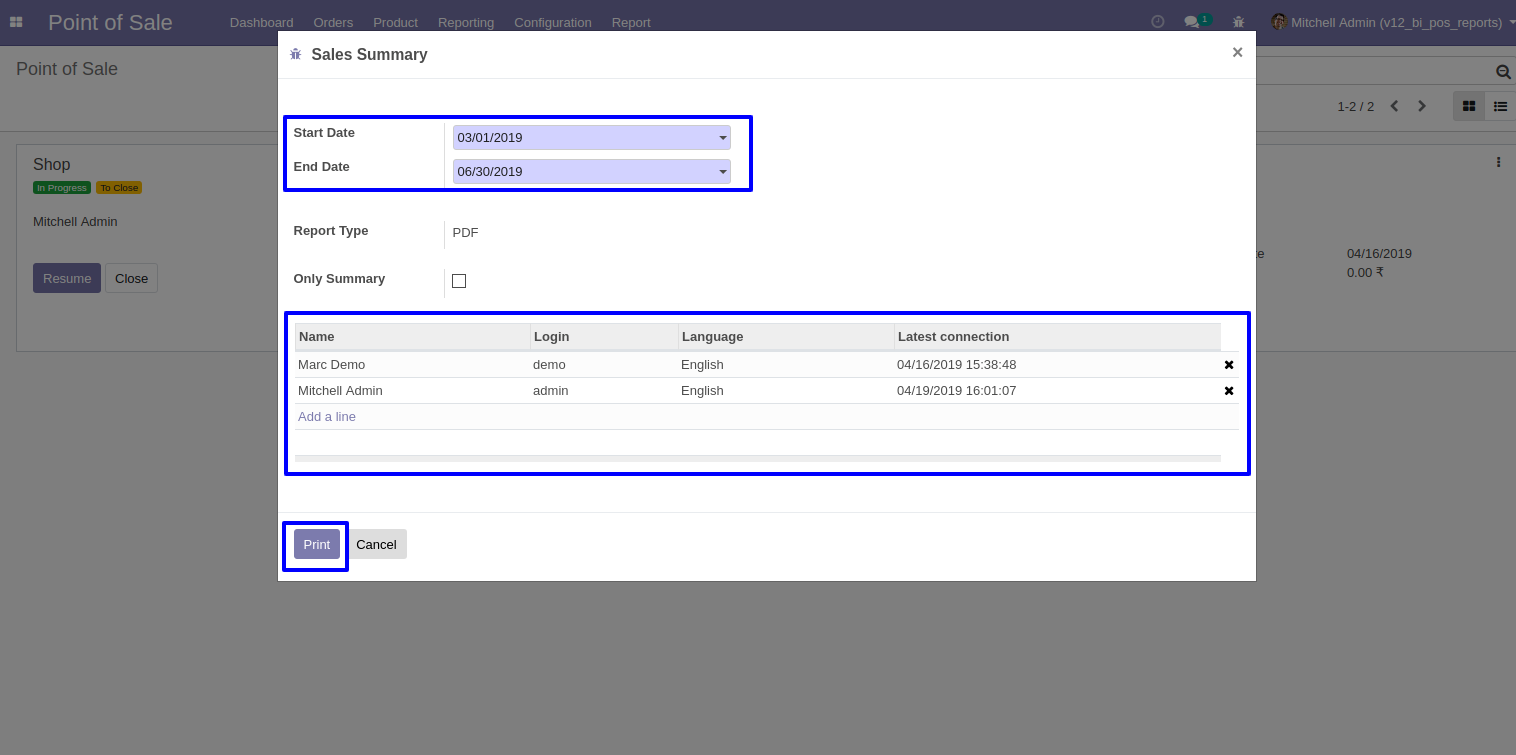 Point of Sale Dashboard Orders Product Reporting Configuration Report 1 Mitchell Admin (v12_bi_pos_reports)
Sales Summary ×
Point of Sale
1-2 / 2
Start Date 03/01/2019
End Date 06/30/2019
Shop
In Progress To Close
Mitchell Admin
Report Type PDF
04/16/2019
0.00 ₹
Resume Close
Only Summary
Name Login Language Latest connection
Marc Demo demo English 04/16/2019 15:38:48
Mitchell Admin admin English 04/19/2019 16:01:07
Add a line
Print Cancel